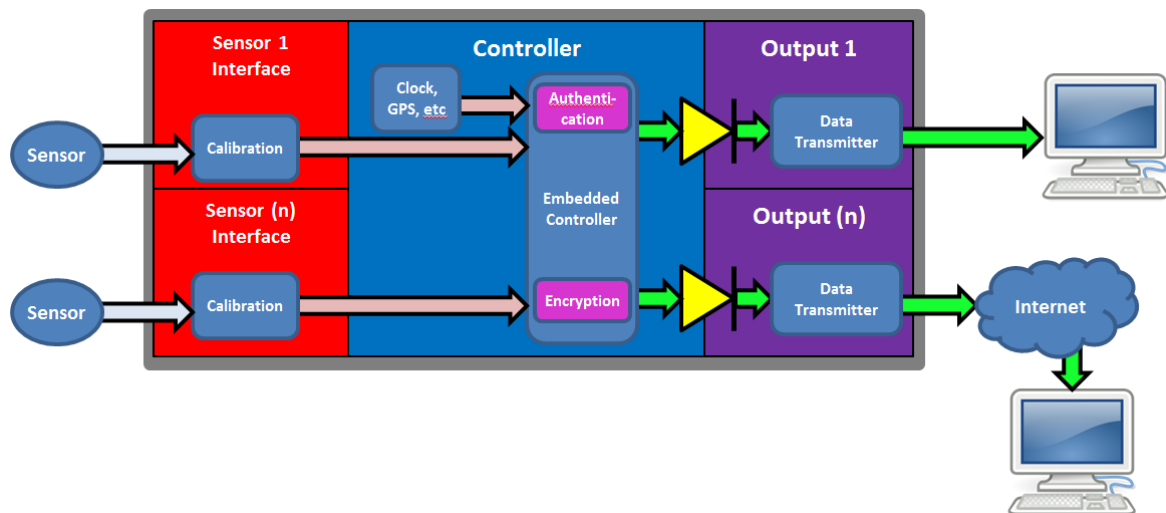 Sensor 1
Interface
Controller
Output 1
Clock,
GPS, etc
Authenti-
cation
Sensor
Calibration
Data
Transmitter
Embedded
Controller
Sensor (n)
Interface
Output (n)
Sensor
Calibration
Encryption
Data
Transmitter
Internet